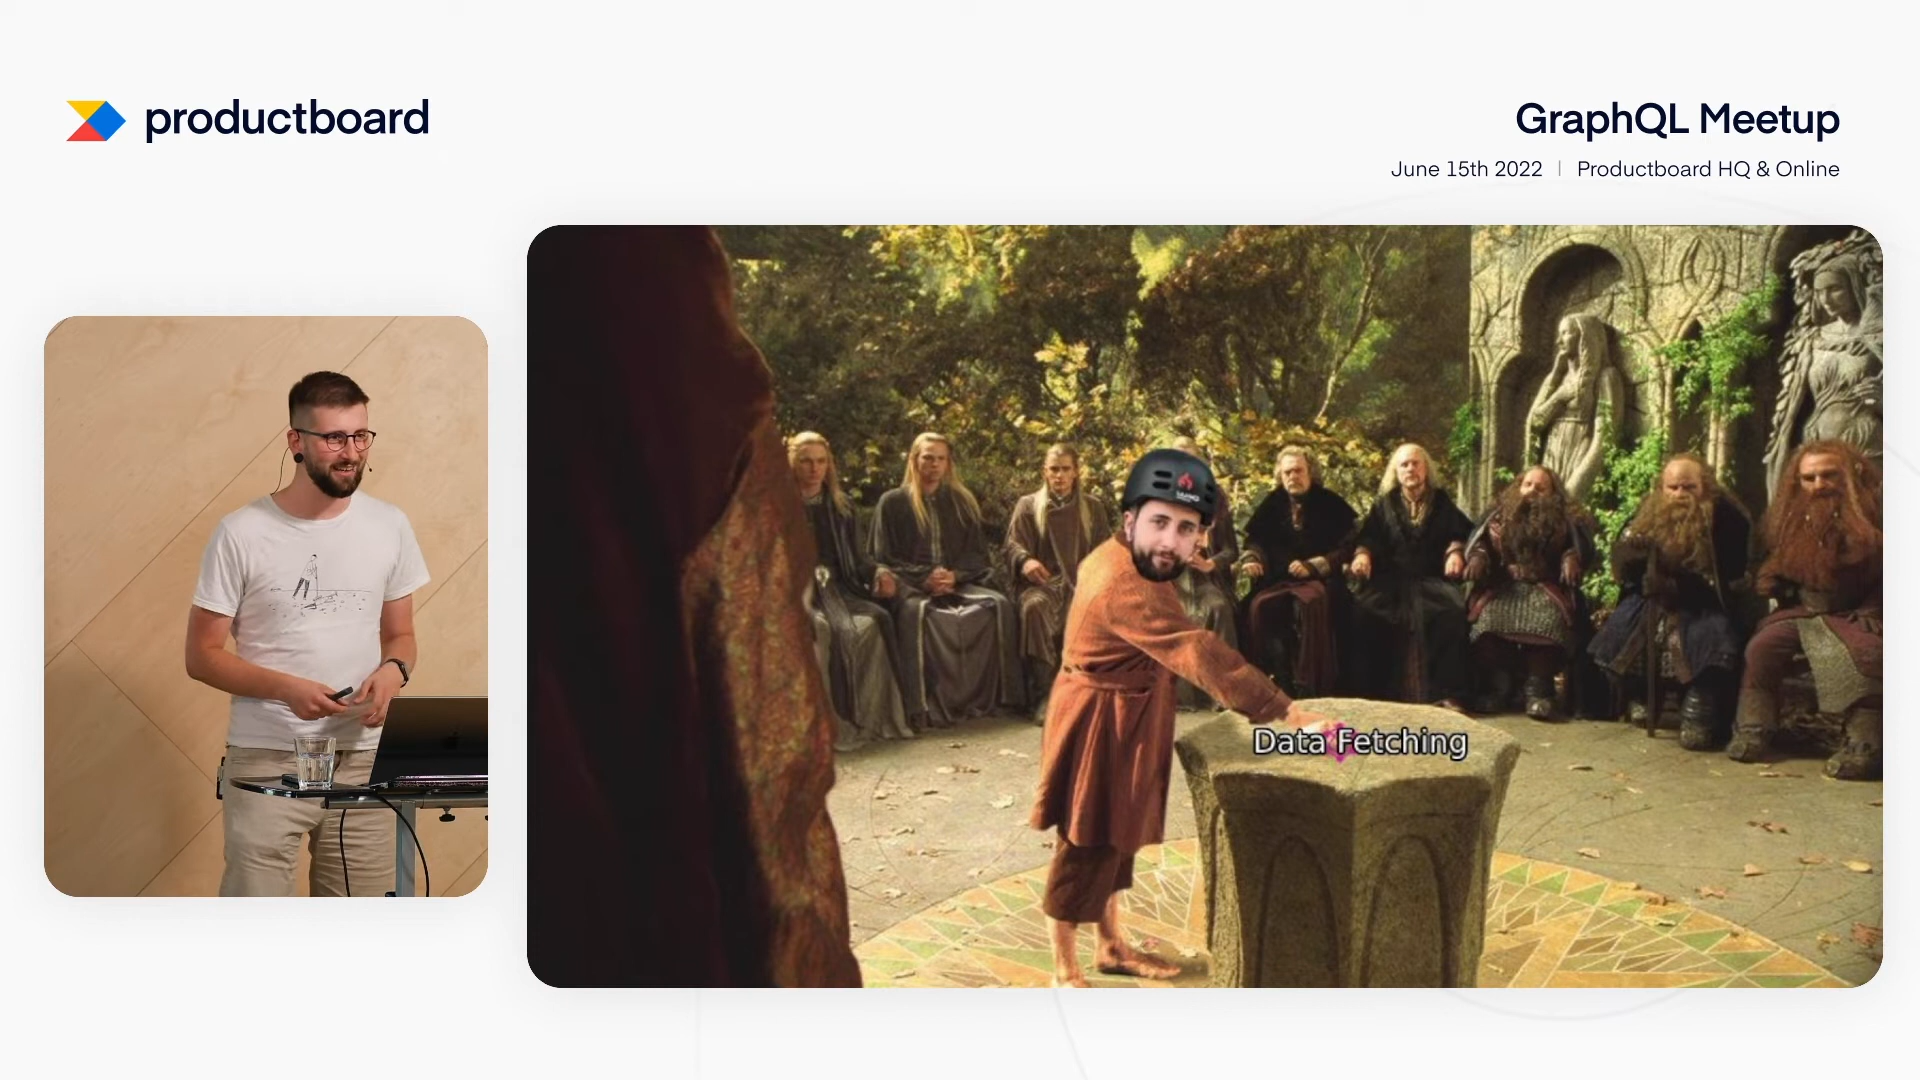 productboard
GraphQL Meetup
June 15th 2022 | Productboard HQ & Online
Data Fetching